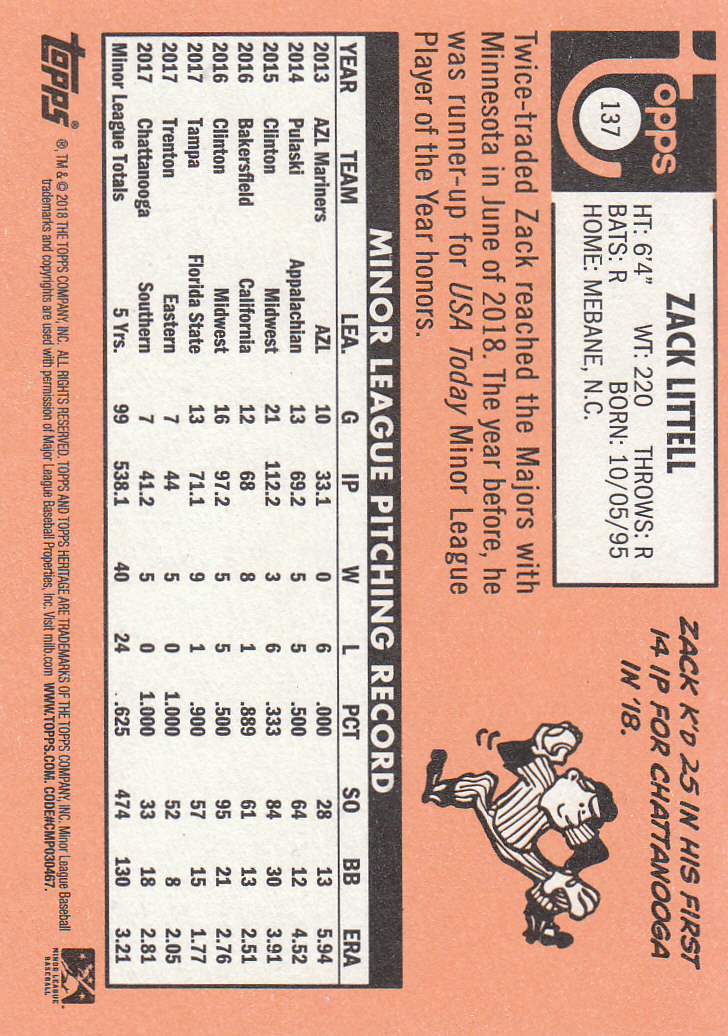 Topps
137
ZACK LITTELL
HT: 6'4" WT: 220 THROWS: R
BATS: R BORN: 10/05/95
HOME: MEBANE, N.C.
ZACK K'D 25 IN HIS FIRST
14 IP FOR CHATTANOOGA
IN '18.
Twice-traded Zack reached the Majors with
Minnesota in June of 2018. The year before, he
was runner-up for USA Today Minor League
Player of the Year honors.
MINOR LEAGUE PITCHING RECORD
YEAR TEAM LEA. G IP W L PCT SO BB ERA
2013 AZL Mariners AZL 10 33.1 0 6 .000 28 13 5.94
2014 Pulaski Appalachian 13 69.2 5 5 .500 64 12 4.52
2015 Clinton Midwest 21 112.2 3 6 .333 84 30 3.91
2016 Bakersfield California 12 68 8 1 .889 61 13 2.51
2016 Clinton Midwest 16 97.2 5 5 .500 95 21 2.76
2017 Tampa Florida State 13 71.1 9 1 .900 57 15 1.77
2017 Trenton Eastern 7 44 5 0 1.000 52 8 2.05
2017 Chattanooga Southern 7 41.2 5 0 1.000 33 18 2.81
Minor League Totals 5 Yrs. 99 538.1 40 24 .625 474 130 3.21
topps®
®, TM & © 2018 THE TOPPS COMPANY, INC. ALL RIGHTS RESERVED. TOPPS AND TOPPS HERITAGE ARE TRADEMARKS OF THE TOPPS COMPANY, INC. Minor League Baseball
trademarks and copyrights are used with permission of Major League Baseball Properties, Inc. Visit milb.com WWW.TOPPS.COM. CODE#CMP030467.
MINOR LEAGUE
BASEBALL